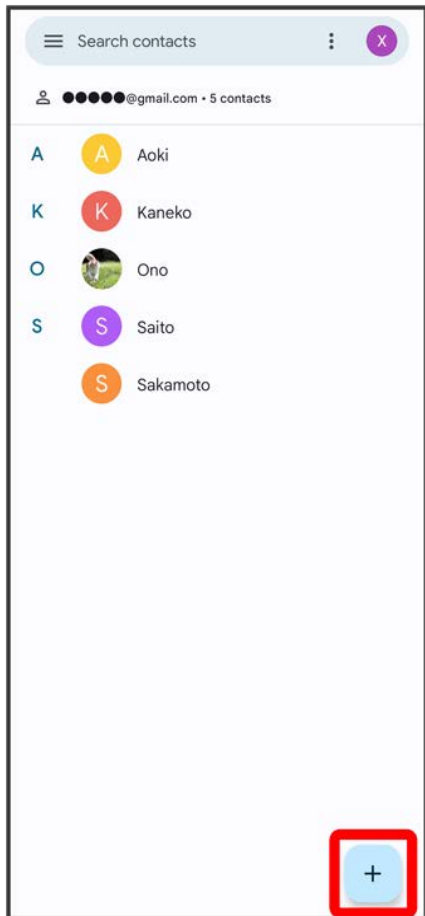 Search contacts X
●●●●●@gmail.com • 5 contacts
A A Aoki
K K Kaneko
O Ono
S S Saito
S Sakamoto
+